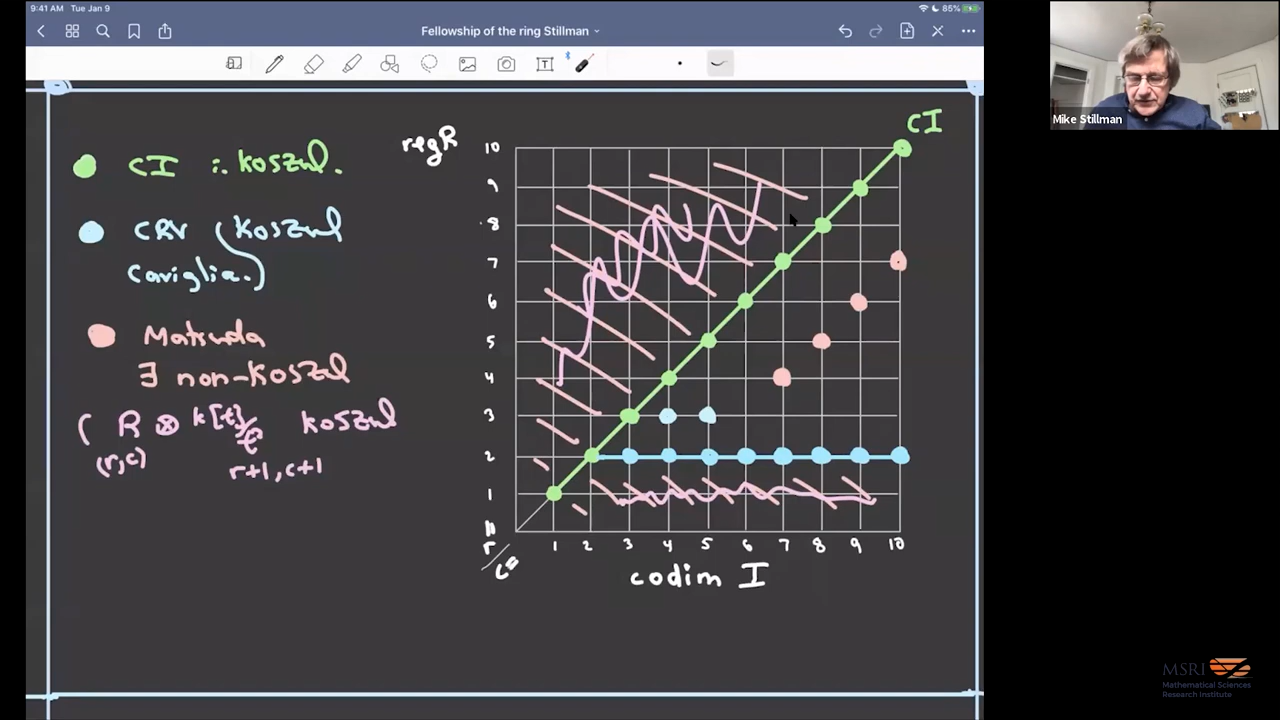 9:41 AM Tue Jan 9
85%
Fellowship of the ring Stillman
Mike Stillman
CI ∴ Koszul.
CRV (Koszul
Caviglia.)
Matsuda
∃ non-Koszul
( R ⊗ k[t]/t² Koszul
(r,c) r+1, c+1
reg R
CI
10
9
8
7
6
5
4
3
2
1
r/c=
1 2 3 4 5 6 7 8 9 10
codim I
MSRI
Mathematical Sciences
Research Institute